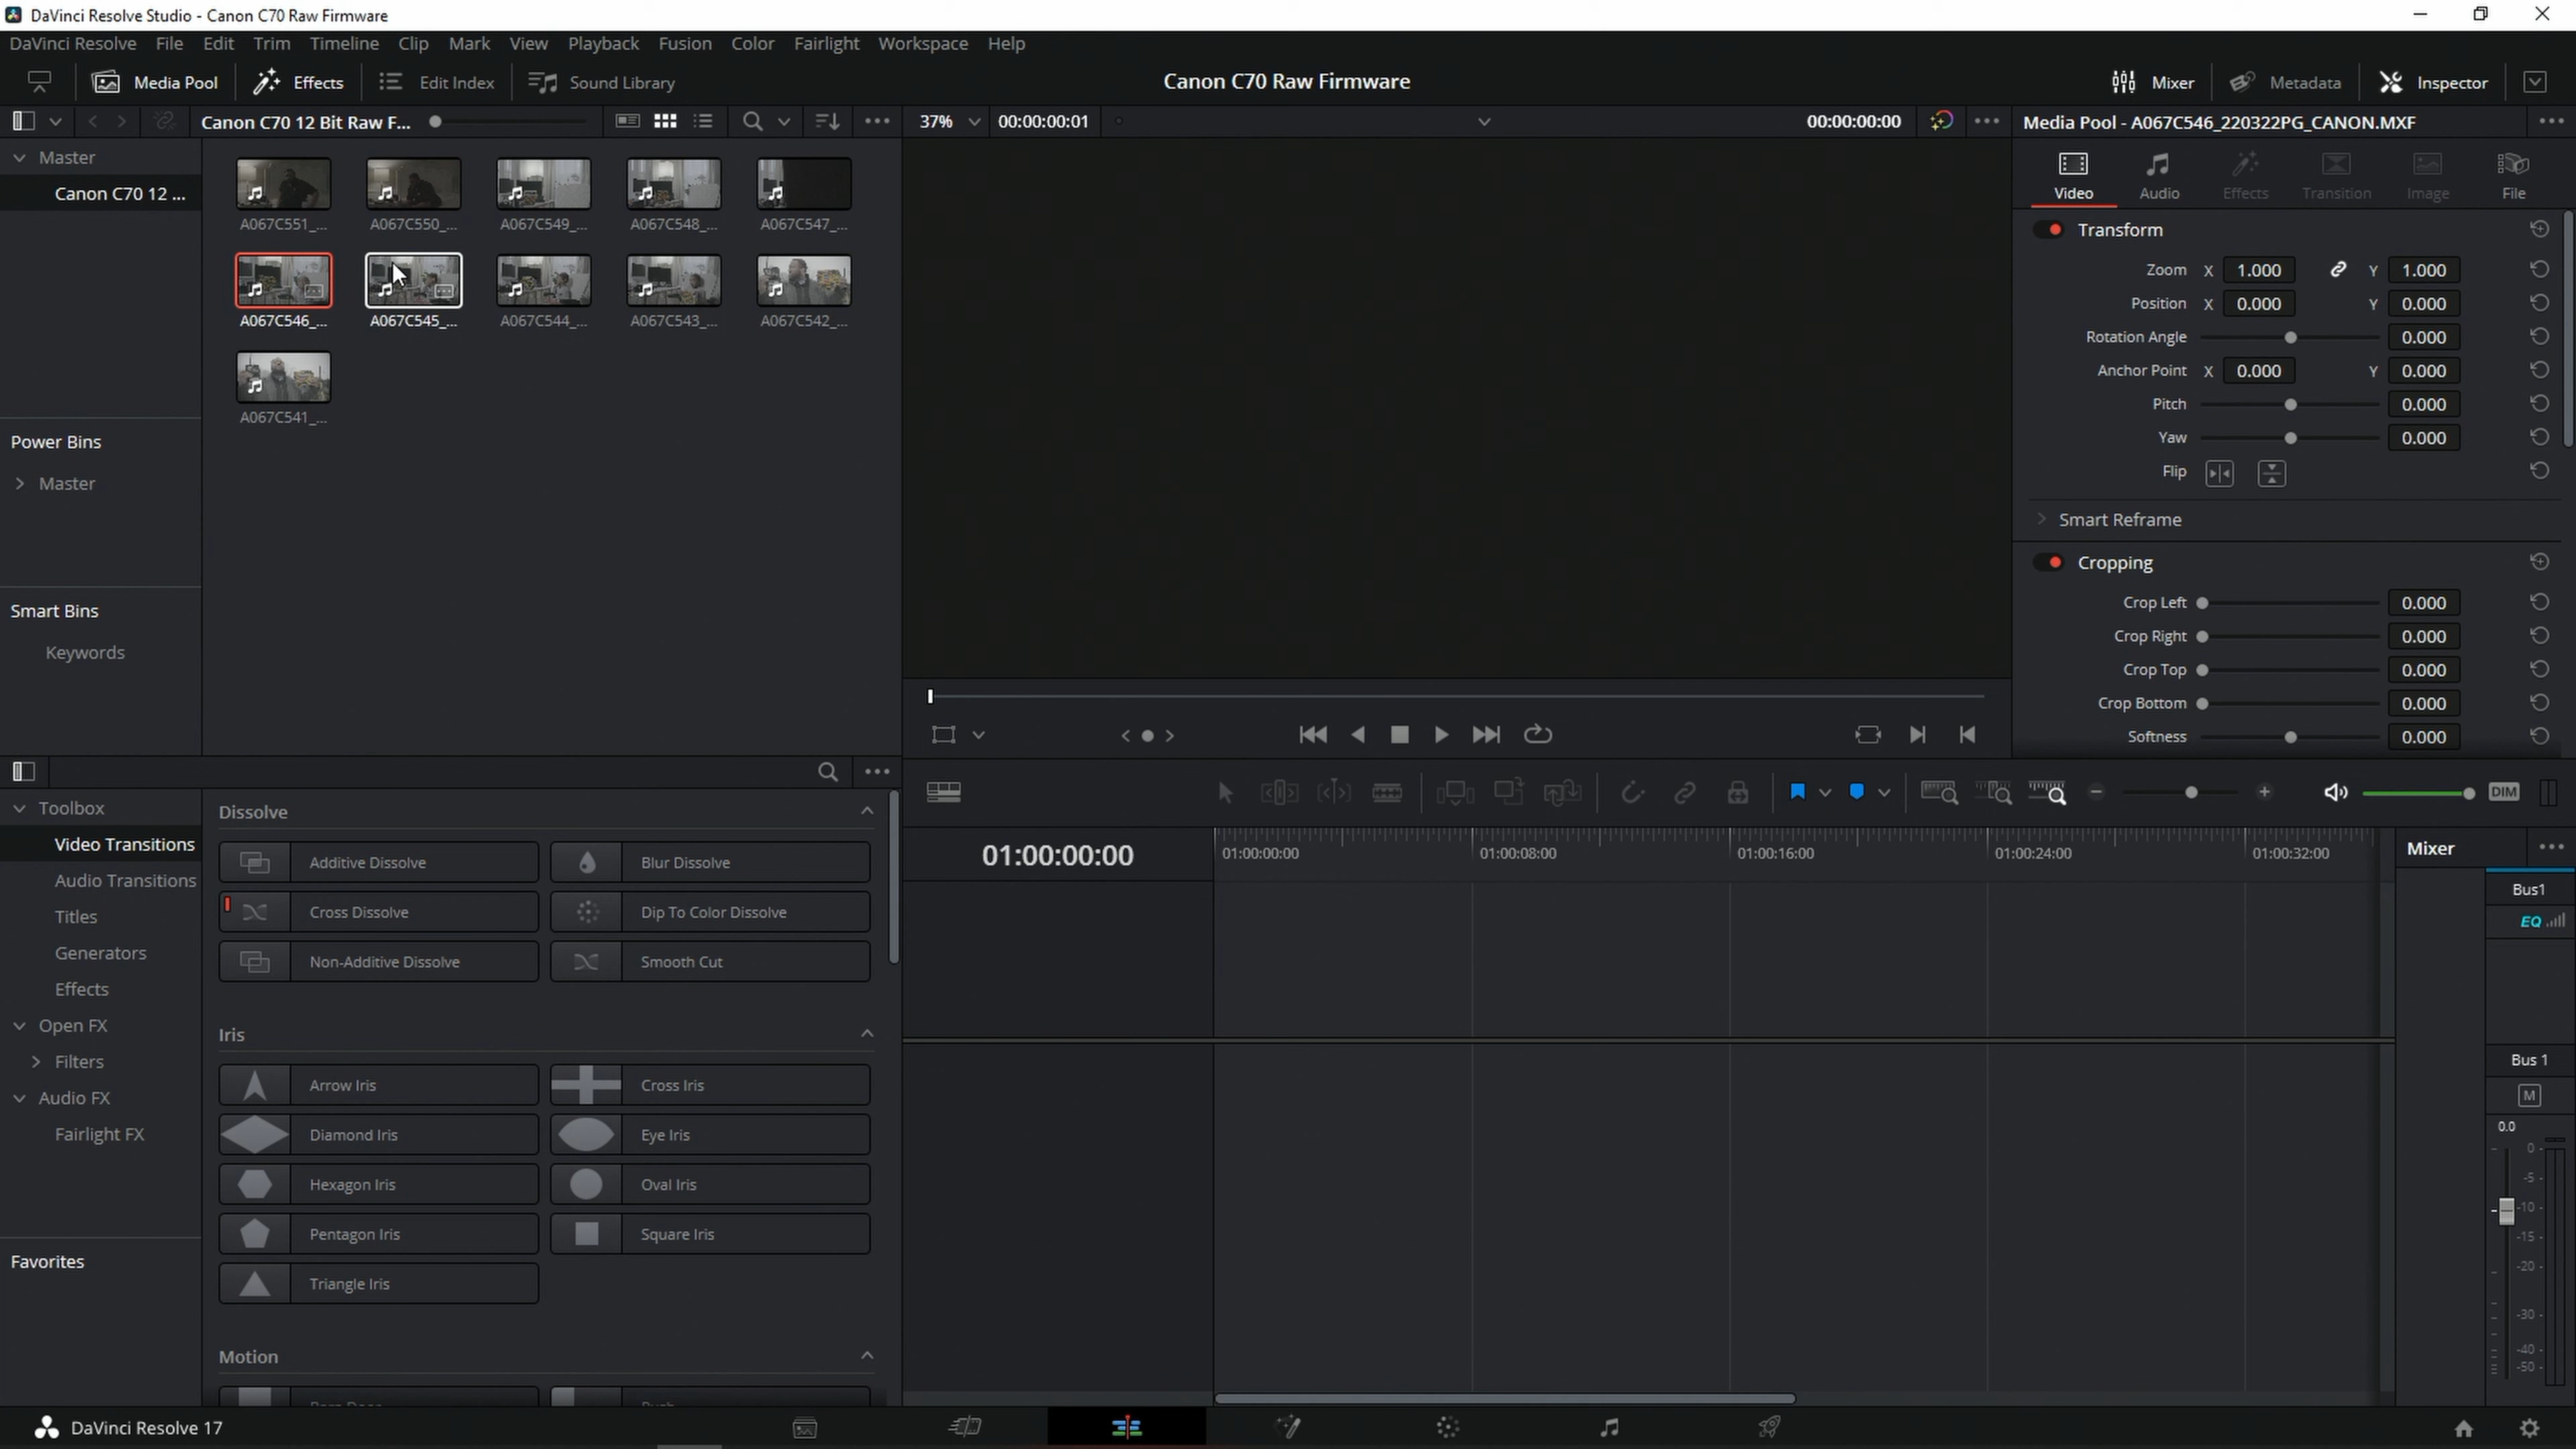 DaVinci Resolve Studio - Canon C70 Raw Firmware
DaVinci Resolve File Edit Trim Timeline Clip Mark View Playback Fusion Color Fairlight Workspace Help
Media Pool Effects Edit Index Sound Library Canon C70 Raw Firmware Mixer Metadata Inspector
Canon C70 12 Bit Raw F... 37% 00:00:00:01 00:00:00:00 Media Pool - A067C546_220322PG_CANON.MXF
Master
Canon C70 12 ...
A067C551_... A067C550_... A067C549_... A067C548_... A067C547_...
A067C546_... A067C545_... A067C544_... A067C543_... A067C542_...
A067C541_...
Power Bins
Master
Smart Bins
Keywords
Video Audio Effects Transition Image File
Transform
Zoom X 1.000 Y 1.000
Position X 0.000 Y 0.000
Rotation Angle 0.000
Anchor Point X 0.000 Y 0.000
Pitch 0.000
Yaw 0.000
Flip
Smart Reframe
Cropping
Crop Left 0.000
Crop Right 0.000
Crop Top 0.000
Crop Bottom 0.000
Softness 0.000
DIM
Toolbox
Video Transitions
Audio Transitions
Titles
Generators
Effects
Open FX
Filters
Audio FX
Fairlight FX
Favorites
Dissolve
Additive Dissolve Blur Dissolve
Cross Dissolve Dip To Color Dissolve
Non-Additive Dissolve Smooth Cut
Iris
Arrow Iris Cross Iris
Diamond Iris Eye Iris
Hexagon Iris Oval Iris
Pentagon Iris Square Iris
Triangle Iris
Motion
01:00:00:00 01:00:00:00 01:00:08:00 01:00:16:00 01:00:24:00 01:00:32:00
Mixer
Bus1
EQ
Bus 1
M
0.0
0
-5
-10
-15
-20
-30
-40
-50
DaVinci Resolve 17